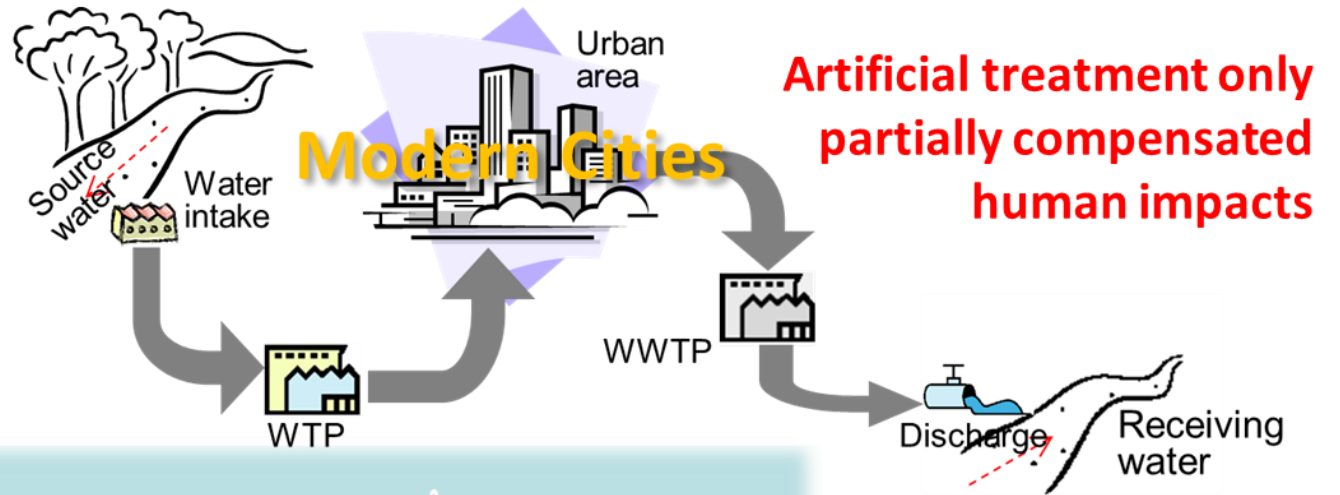 Urban
area
Artificial treatment only
partially compensated
human impacts
Modern Cities
Source
water
Water
intake
WTP
WWTP
Discharge
Receiving
water